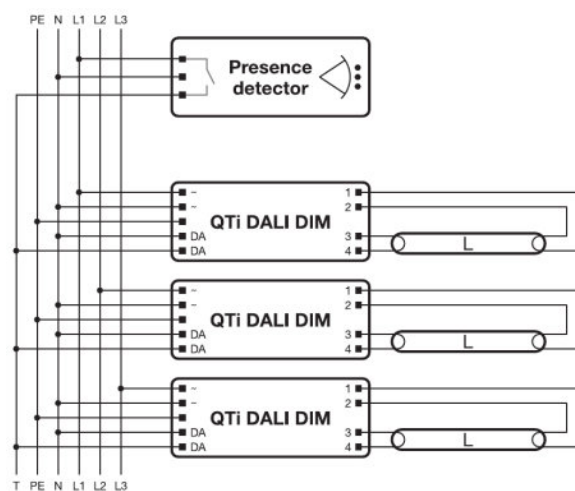 PE N L1 L2 L3
Presence
detector
~ 1
~ 2
QTi DALI DIM
DA 3 L
DA 4
~ 1
~ 2
QTi DALI DIM
DA 3 L
DA 4
~ 1
~ 2
QTi DALI DIM
DA 3 L
DA 4
T PE N L1 L2 L3